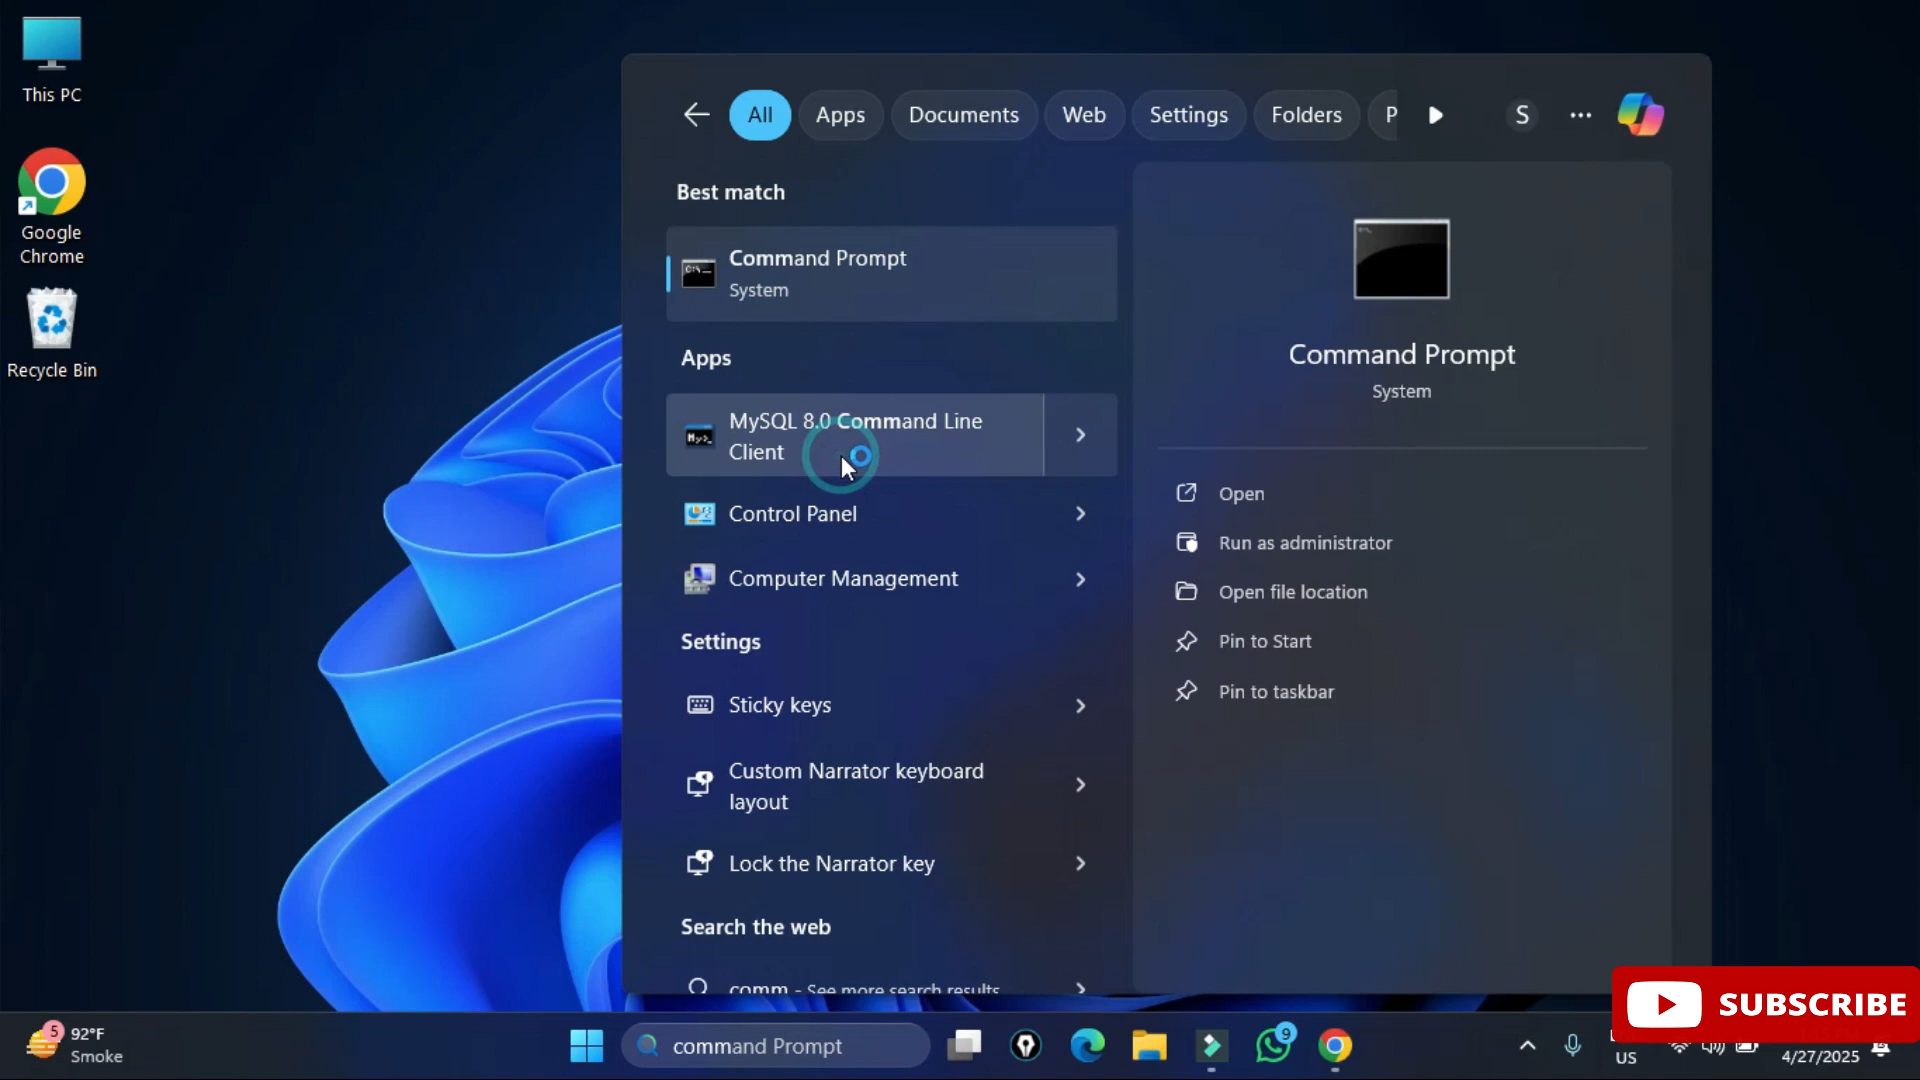 This PC
Google
Chrome
Recycle Bin
All
Apps
Documents
Web
Settings
Folders
P
S
Best match
Command Prompt
System
Apps
MySQL 8.0 Command Line
Client
Control Panel
Computer Management
Settings
Sticky keys
Custom Narrator keyboard
layout
Lock the Narrator key
Search the web
comm - See more search results
Command Prompt
System
Open
Run as administrator
Open file location
Pin to Start
Pin to taskbar
SUBSCRIBE
5
92°F
Smoke
command Prompt
9
US
4/27/2025